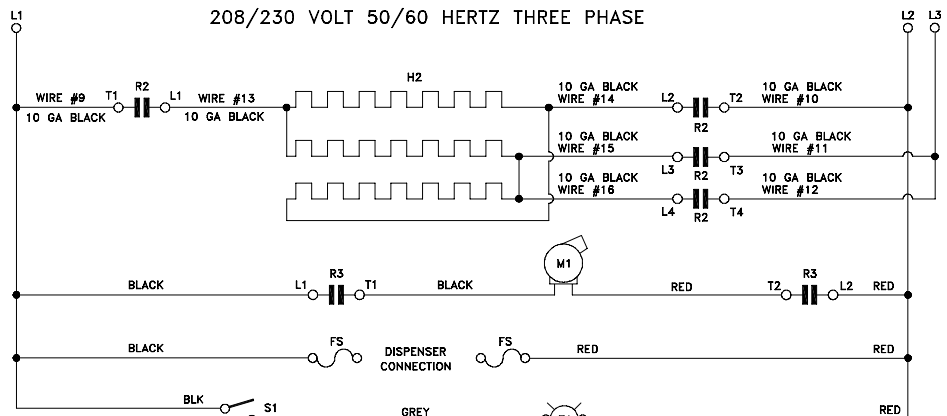 L1
208/230 VOLT 50/60 HERTZ THREE PHASE
L2
L3
WIRE #9
10 GA BLACK
T1
R2
L1
WIRE #13
10 GA BLACK
H2
10 GA BLACK
WIRE #14
L2
R2
T2
10 GA BLACK
WIRE #10
10 GA BLACK
WIRE #15
L3
R2
T3
10 GA BLACK
WIRE #11
10 GA BLACK
WIRE #16
L4
R2
T4
10 GA BLACK
WIRE #12
BLACK
L1
R3
T1
BLACK
M1
RED
T2
R3
L2
RED
BLACK
FS
DISPENSER
CONNECTION
FS
RED
RED
BLK
S1
GREY
RED